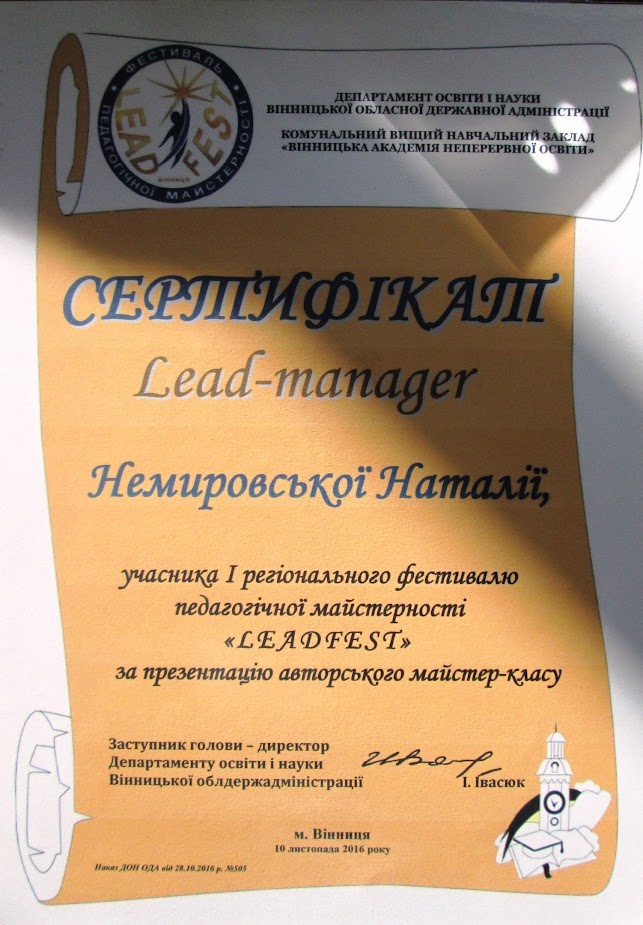 ФЕСТИВАЛЬ
ПЕДАГОГІЧНОЇ МАЙСТЕРНОСТІ
LEAD FEST
ВІННИЦЯ
ДЕПАРТАМЕНТ ОСВІТИ І НАУКИ
ВІННИЦЬКОЇ ОБЛАСНОЇ ДЕРЖАВНОЇ АДМІНІСТРАЦІЇ
КОМУНАЛЬНИЙ ВИЩИЙ НАВЧАЛЬНИЙ ЗАКЛАД
«ВІННИЦЬКА АКАДЕМІЯ НЕПЕРЕРВНОЇ ОСВІТИ»
СЕРТИФІКАТ
Lead-manager
Немировської Наталії,
учасника І регіонального фестивалю
педагогічної майстерності
«LEADFEST»
за презентацію авторського майстер-класу
Заступник голови – директор
Департаменту освіти і науки
Вінницької облдержадміністрації
І. Івасюк
м. Вінниця
10 листопада 2016 року
Наказ ДОН ОДА від 28.10.2016 р. №505